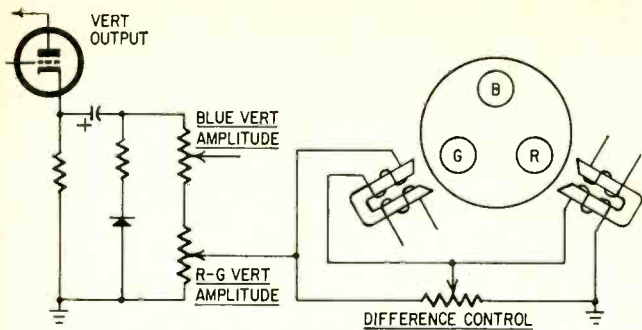 VERT
OUTPUT
BLUE VERT
AMPLITUDE
B
G
R
+
R-G VERT
AMPLITUDE
DIFFERENCE CONTROL